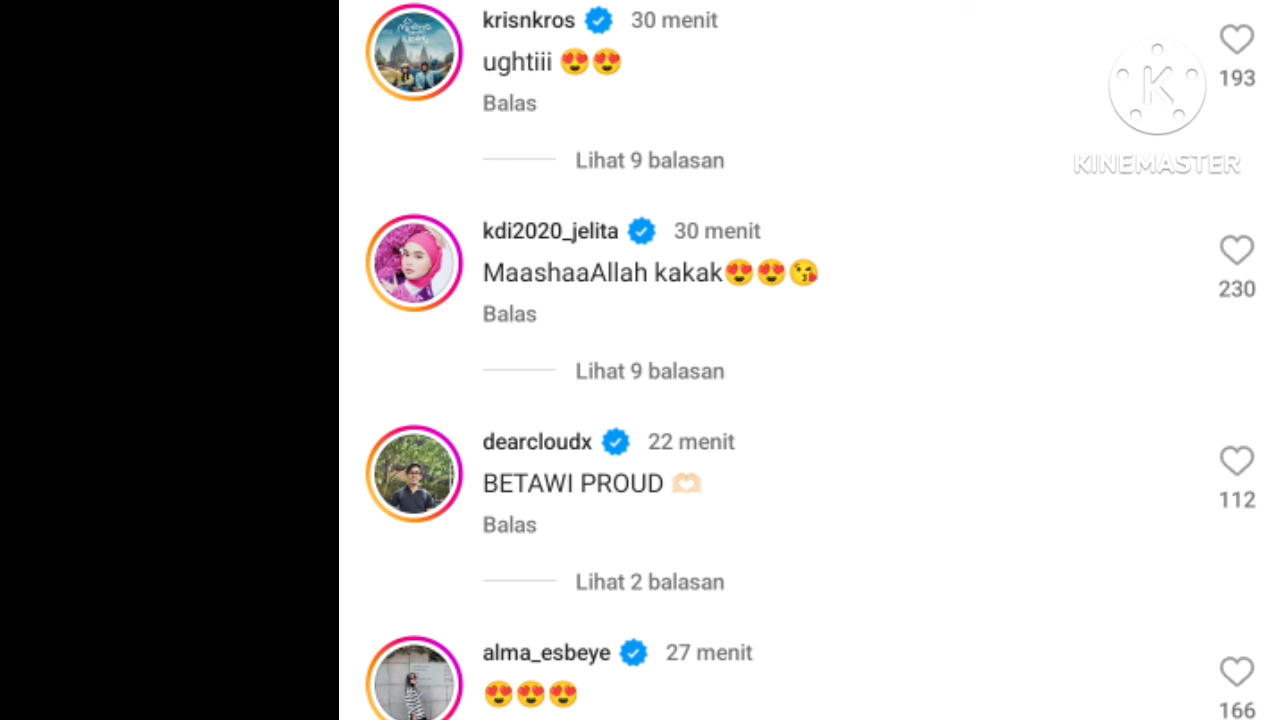 krisnkros 30 menit
ughtiii 😍😍
193
Balas
Lihat 9 balasan
K
KINEMASTER
kdi2020_jelita 30 menit
MaashaaAllah kakak😍😍😘
230
Balas
Lihat 9 balasan
dearcloudx 22 menit
BETAWI PROUD 🫶🏻
112
Balas
Lihat 2 balasan
alma_esbeye 27 menit
😍😍😍
166